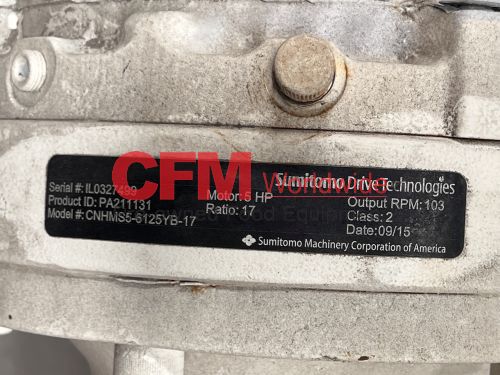 CFM
Worldwide
Sumitomo Drive Technologies
Serial #: IL0327499
Motor: 5 HP
Output RPM: 103
Product ID: PA211131
Ratio: 17
Class: 2
Model #: CNHMS5-6125YB-17
Date: 09/15
Sumitomo Machinery Corporation of America